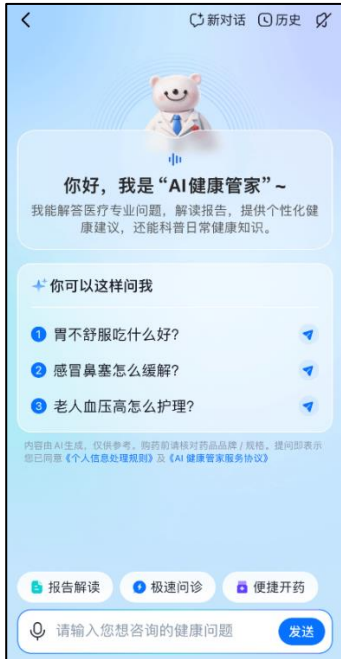 新对话 历史
你好，我是“AI健康管家”~
我能解答医疗专业问题，解读报告，提供个性化健
康建议，还能科普日常健康知识。
你可以这样问我
1 胃不舒服吃什么好?
2 感冒鼻塞怎么缓解?
3 老人血压高怎么护理?
内容由AI生成，仅供参考。购药前请核对药品品牌/规格。提问即表示
您已同意《个人信息处理规则》及《AI健康管家服务协议》
报告解读 极速问诊 便捷开药
请输入您想咨询的健康问题 发送